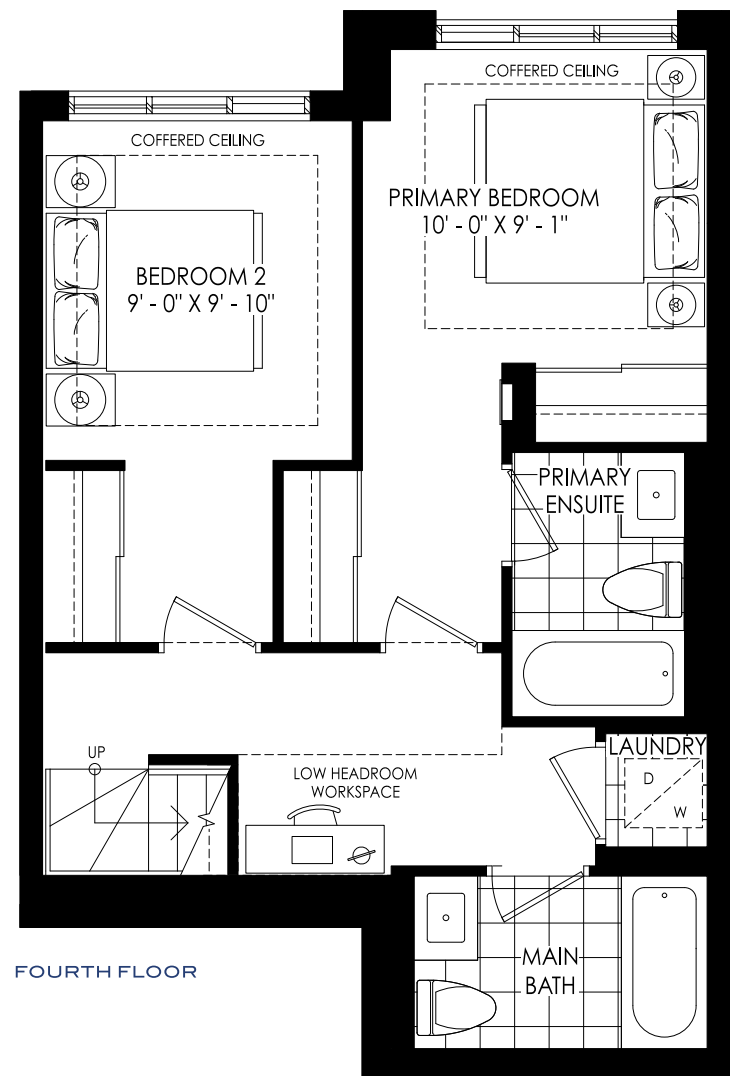 COFFERED CEILING
PRIMARY BEDROOM
10' - 0" X 9' - 1"
COFFERED CEILING
BEDROOM 2
9' - 0" X 9' - 10"
PRIMARY
ENSUITE
UP
LOW HEADROOM
WORKSPACE
LAUNDRY
D
W
MAIN
BATH
FOURTH FLOOR